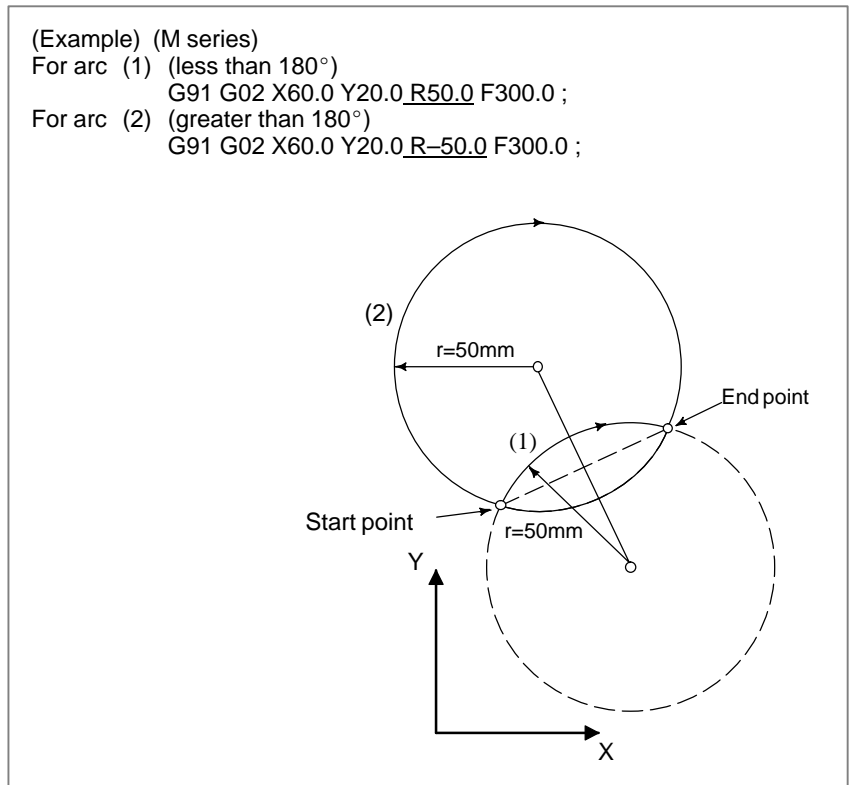 (Example) (M series)
For arc (1) (less than 180°)
G91 G02 X60.0 Y20.0 R50.0 F300.0 ;
For arc (2) (greater than 180°)
G91 G02 X60.0 Y20.0 R–50.0 F300.0 ;
(2)
r=50mm
End point
(1)
Start point
r=50mm
Y
X